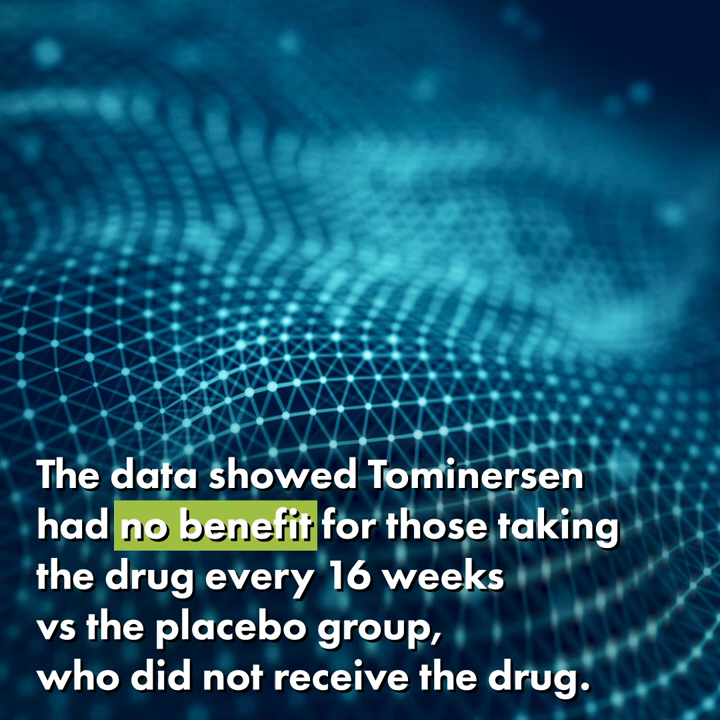 The data showed Tominersen
had no benefit for those taking
the drug every 16 weeks
vs the placebo group,
who did not receive the drug.